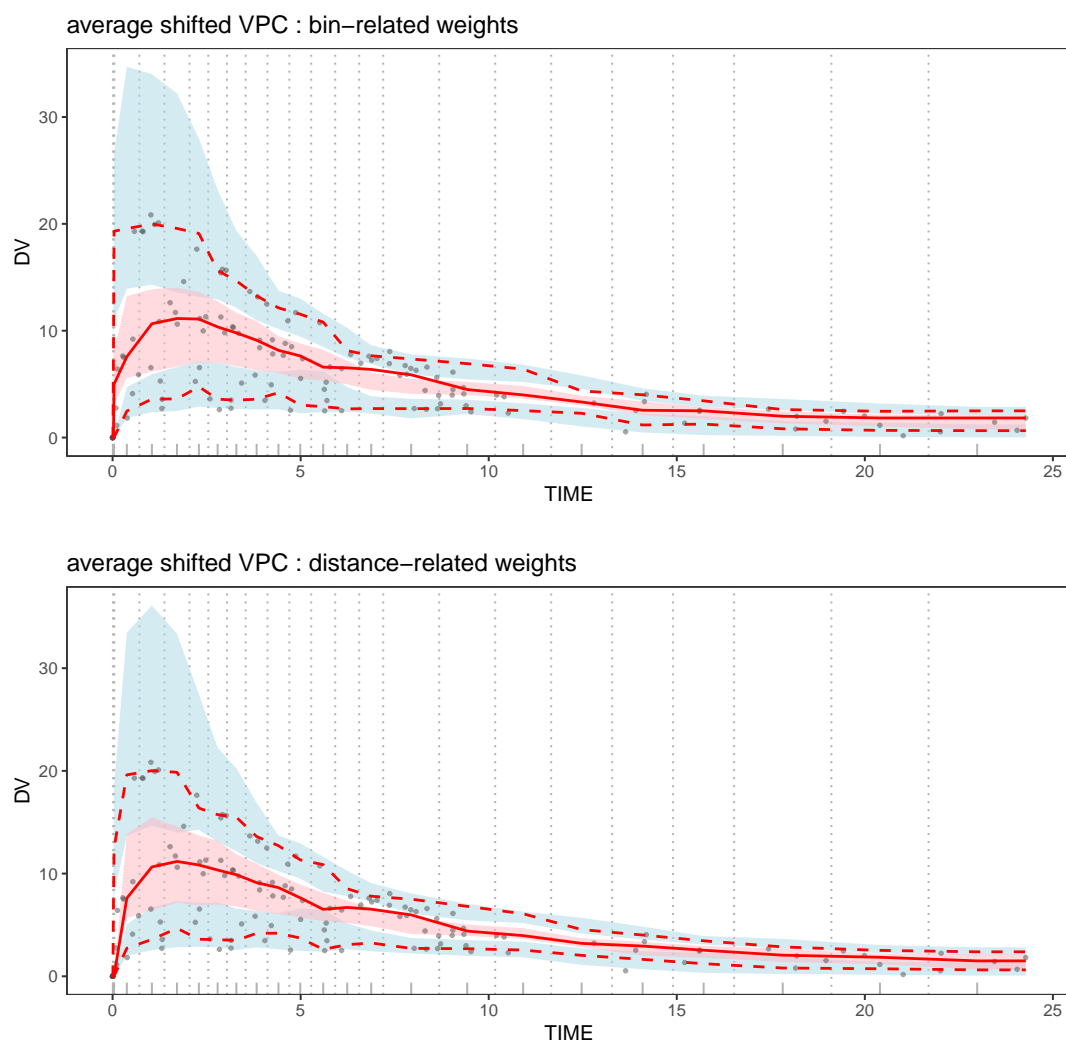 average shifted VPC : bin−related weights
30
20
10
0
DV
0 5 10 15 20 25
TIME
average shifted VPC : distance−related weights
30
20
10
0
DV
0 5 10 15 20 25
TIME